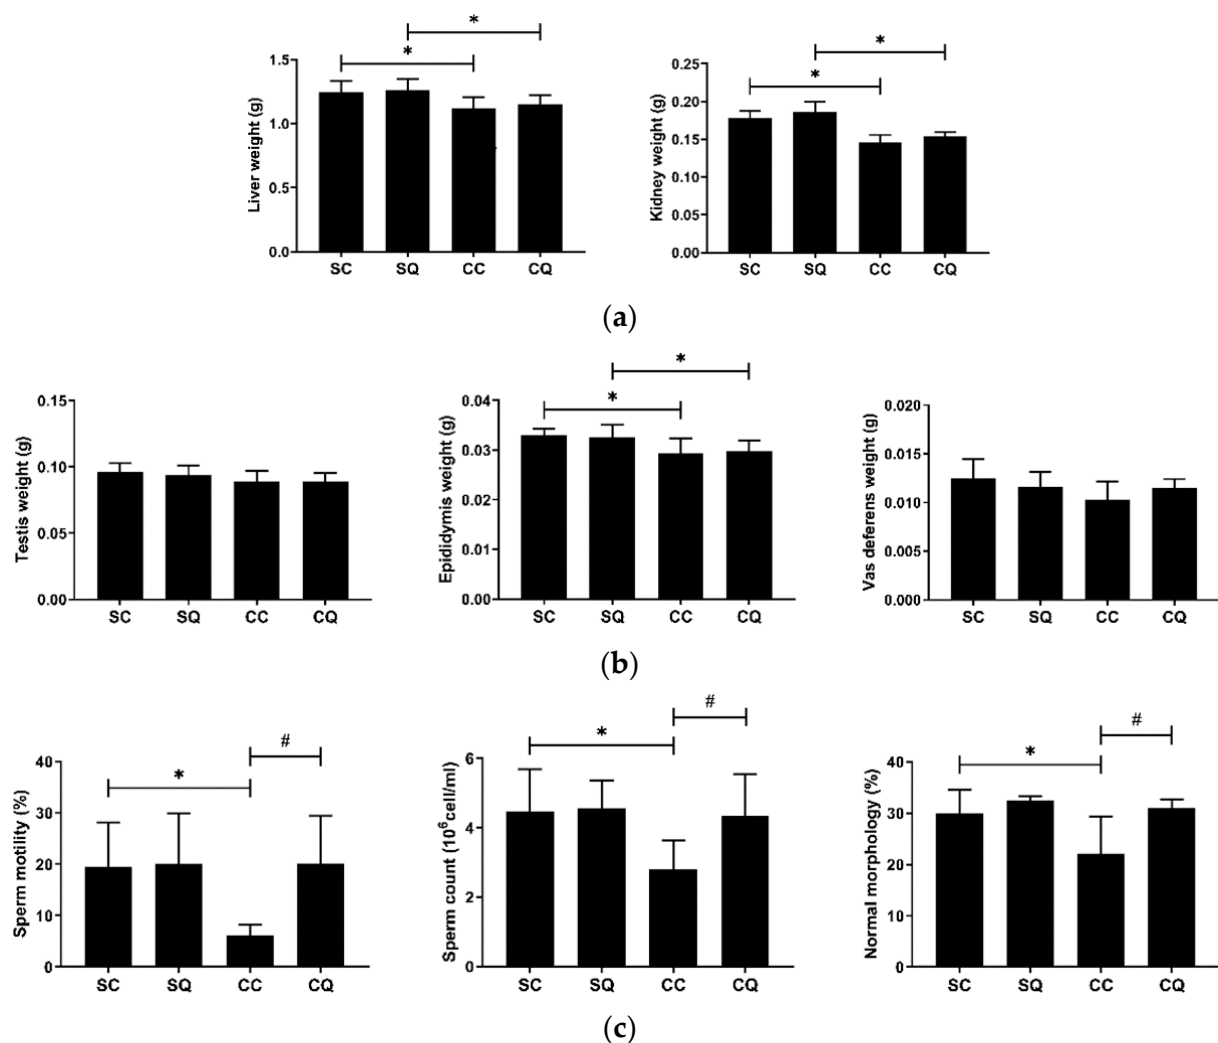 *
*
1.5
1.0
0.5
0.0
Liver weight (g)
SC SQ CC CQ
*
*
0.25
0.20
0.15
0.10
0.05
0.00
Kidney weight (g)
SC SQ CC CQ
(a)
0.15
0.10
0.05
0.00
Testis weight (g)
SC SQ CC CQ
*
*
0.04
0.03
0.02
0.01
0.00
Epididymis weight (g)
SC SQ CC CQ
0.020
0.015
0.010
0.005
0.000
Vas deferens weight (g)
SC SQ CC CQ
(b)
#
*
40
30
20
10
0
Sperm motility (%)
SC SQ CC CQ
#
*
6
4
2
0
Sperm count (10⁶ cell/ml)
SC SQ CC CQ
#
*
40
30
20
10
0
Normal morphology (%)
SC SQ CC CQ
(c)